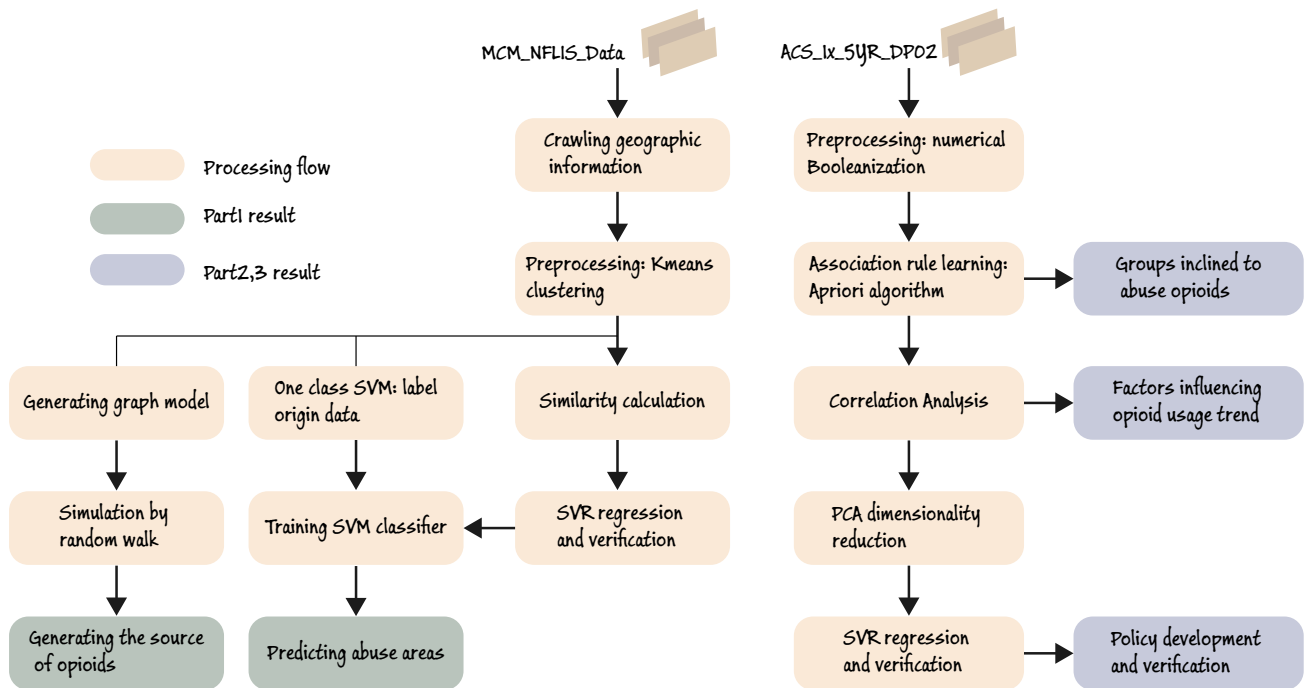 MCM_NFLIS_Data
ACS_1x_5YR_DP02
Processing flow
Part1 result
Part2,3 result
Crawling geographic
information
Preprocessing: numerical
Booleanization
Preprocessing: Kmeans
clustering
Association rule learning:
Apriori algorithm
Groups inclined to
abuse opioids
Generating graph model
One class SVM: label
origin data
Similarity calculation
Correlation Analysis
Factors influencing
opioid usage trend
Simulation by
random walk
Training SVM classifier
SVR regression
and verification
PCA dimensionality
reduction
Generating the source
of opioids
Predicting abuse areas
SVR regression
and verification
Policy development
and verification